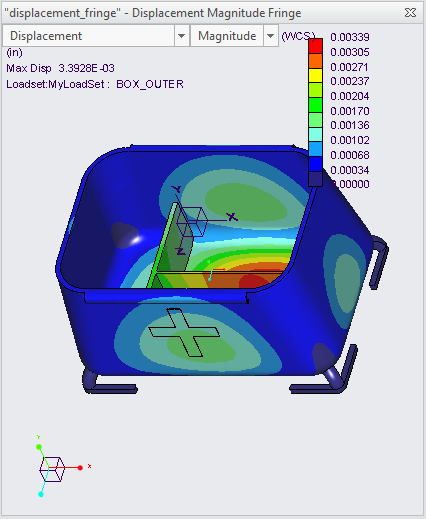 "displacement_fringe" - Displacement Magnitude Fringe
Displacement Magnitude (WCS)
(in)
Max Disp 3.3928E-03
Loadset:MyLoadSet : BOX_OUTER
0.00339
0.00305
0.00271
0.00237
0.00204
0.00170
0.00136
0.00102
0.00068
0.00034
0.00000
Y
X
Z
Y
X